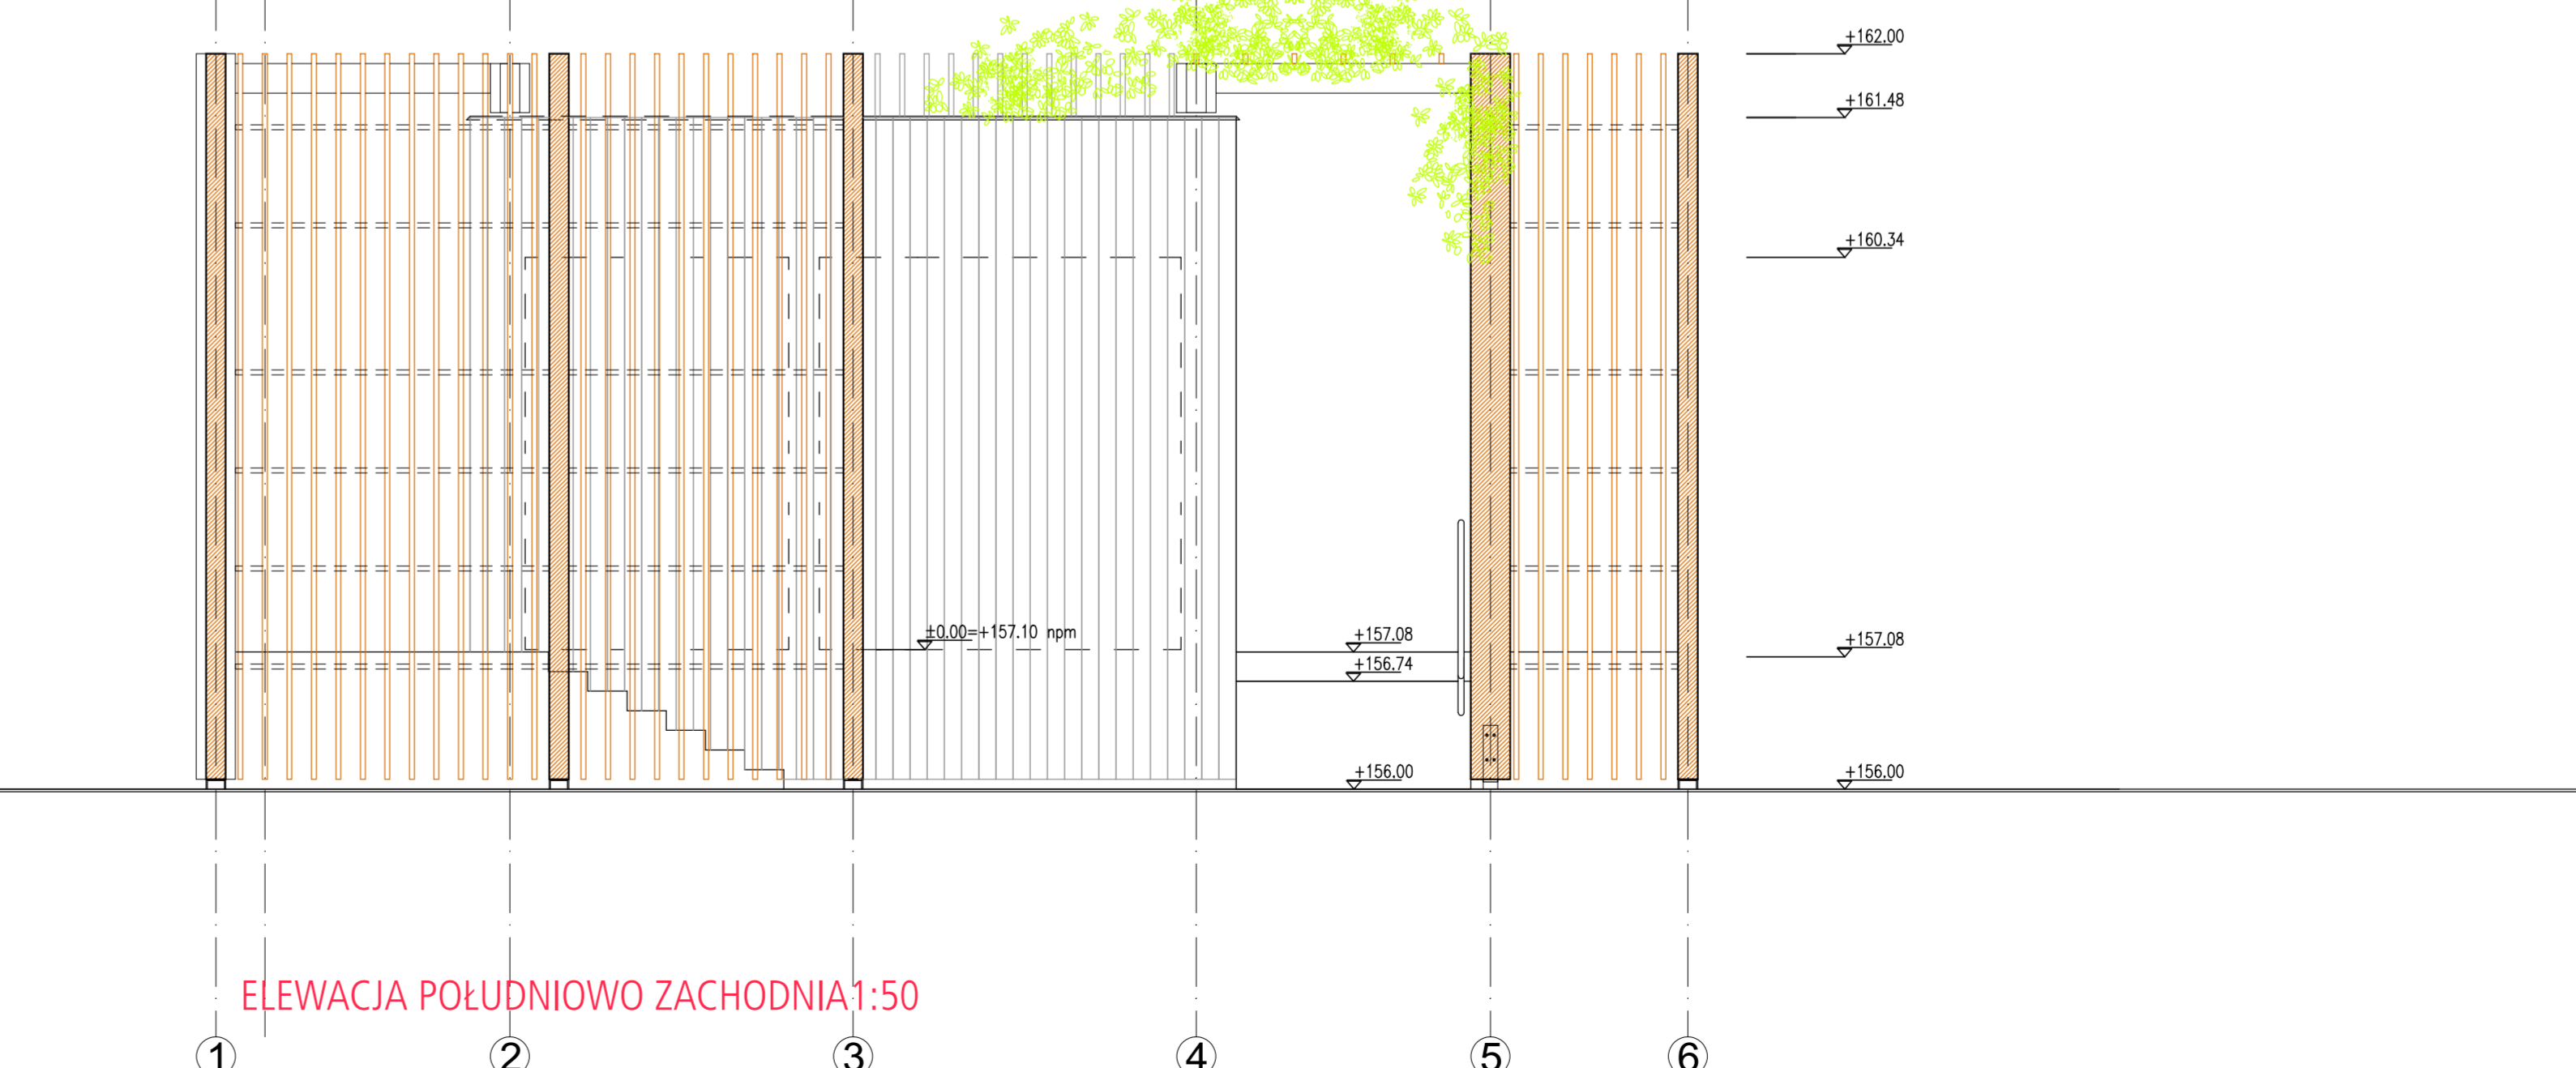 +162.00
+161.48
+160.34
±0.00=+157.10 npm
+157.08
+157.08
+156.74
+156.00
+156.00
ELEWACJA POŁUDNIOWO ZACHODNIA 1:50
1 2 3 4 5 6